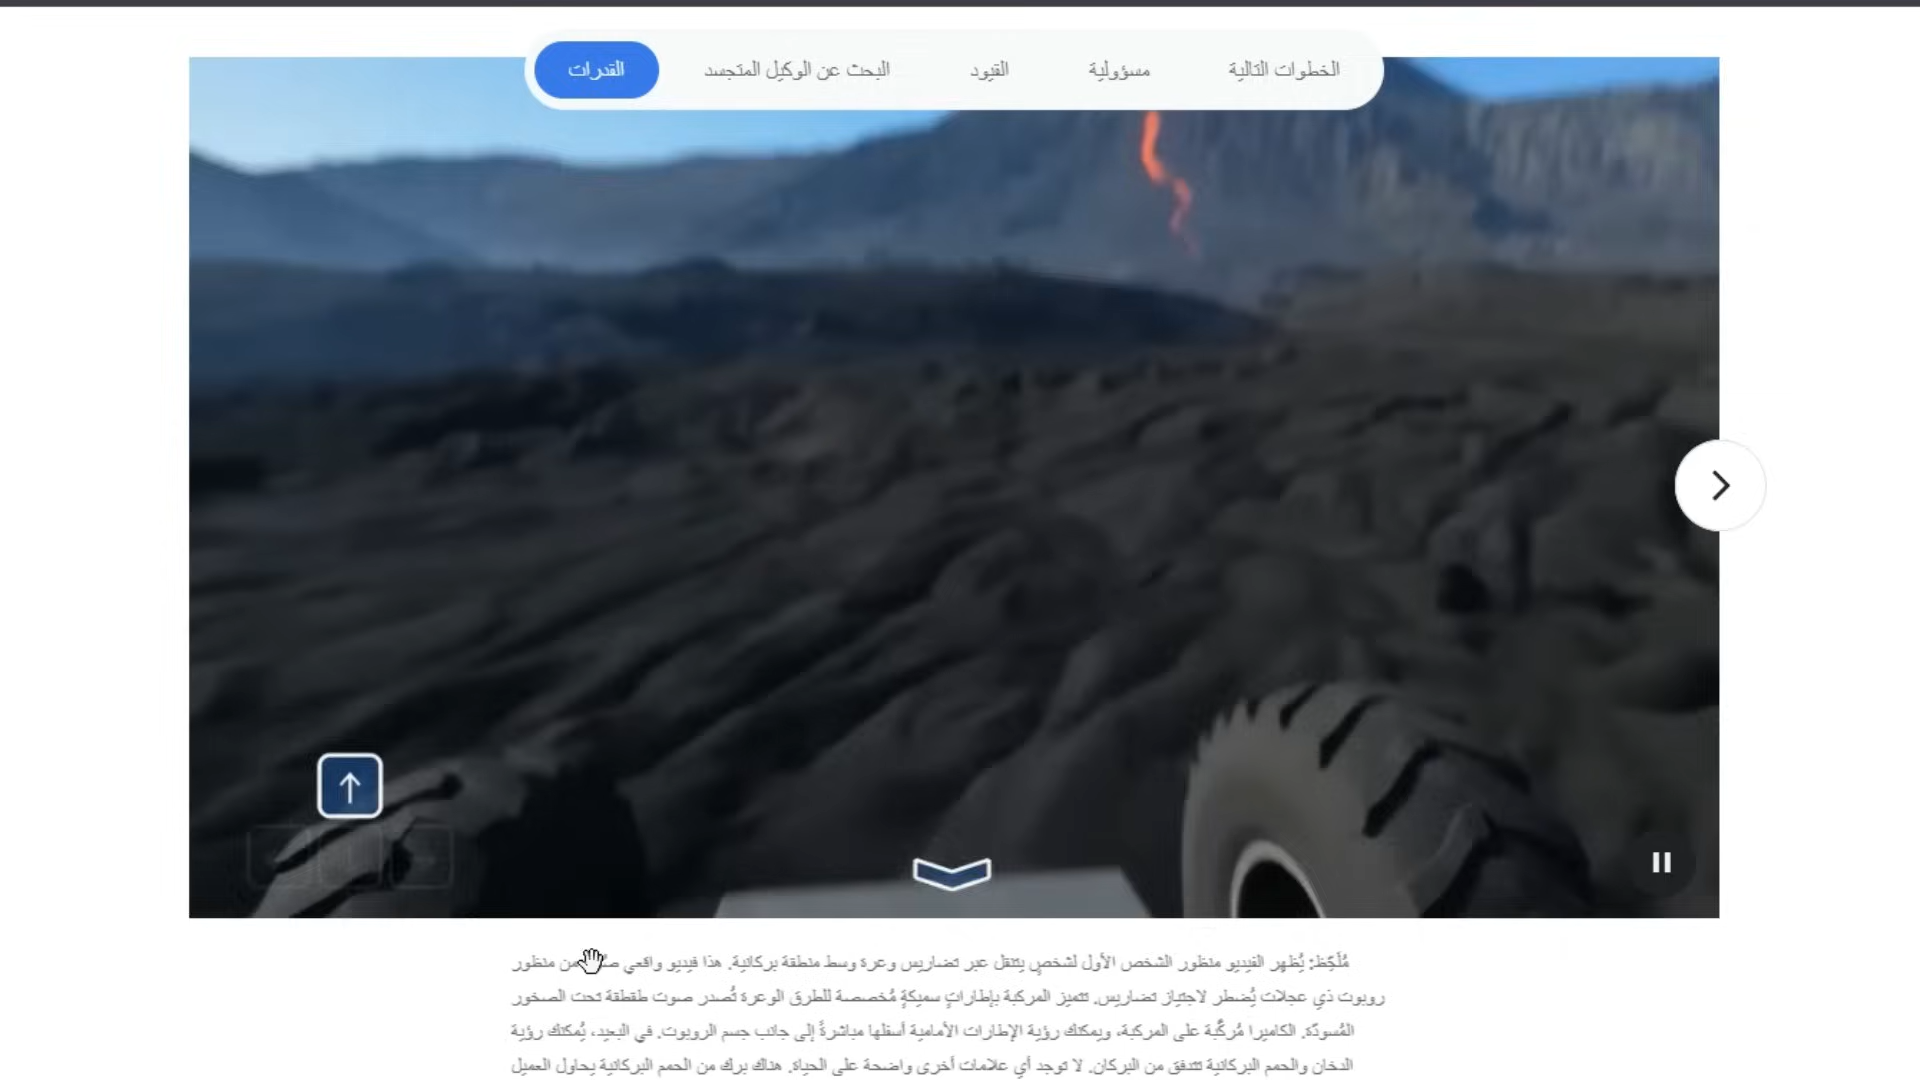 القدرات
البحث عن الوكيل المتجسد
القيود
مسؤولية
الخطوات التالية
مُلَحِّظ: يُظهر الفيديو منظور الشخص الأول لشخصٍ يتنقل عبر تضاريس وعرة وسط منطقة بركانية. هذا فيديو واقعي من منظور
روبوت ذي عجلات يُضطر لاجتياز تضاريس. تتميز المركبة بإطاراتٍ سميكةٍ مُخصصة للطرق الوعرة تُصدر صوت طقطقة تحت الصخور
المُسودّة. الكاميرا مُركّبة على المركبة، ويمكنك رؤية الإطارات الأمامية أسفلها مباشرةً إلى جانب جسم الروبوت. في البعيد، يُمكنك رؤية
الدخان والحمم البركانية تتدفق من البركان. لا توجد أي علامات أخرى واضحة على الحياة. هناك برك من الحمم البركانية يحاول العميل